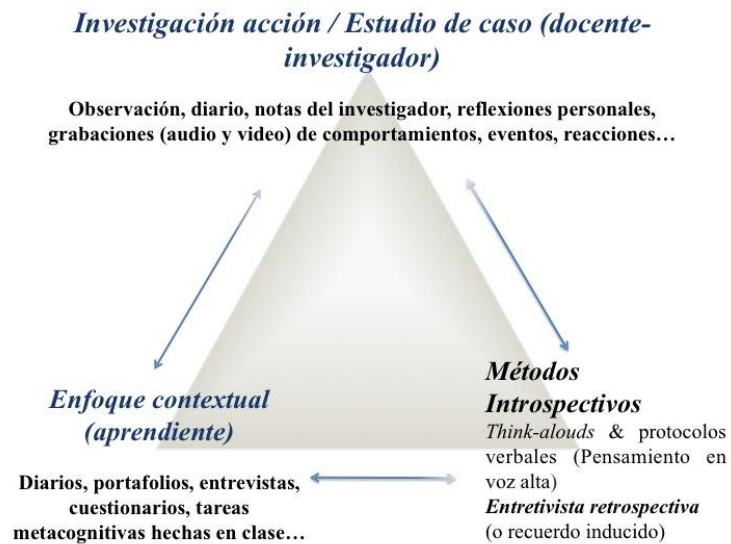 Investigación acción / Estudio de caso (docente-
investigador)
Observación, diario, notas del investigador, reflexiones personales,
grabaciones (audio y video) de comportamientos, eventos, reacciones…
Enfoque contextual
(aprendiente)
Diarios, portafolios, entrevistas,
cuestionarios, tareas
metacognitivas hechas en clase…
Métodos
Introspectivos
Think-alouds & protocolos
verbales (Pensamiento en
voz alta)
Entretivista retrospectiva
(o recuerdo inducido)